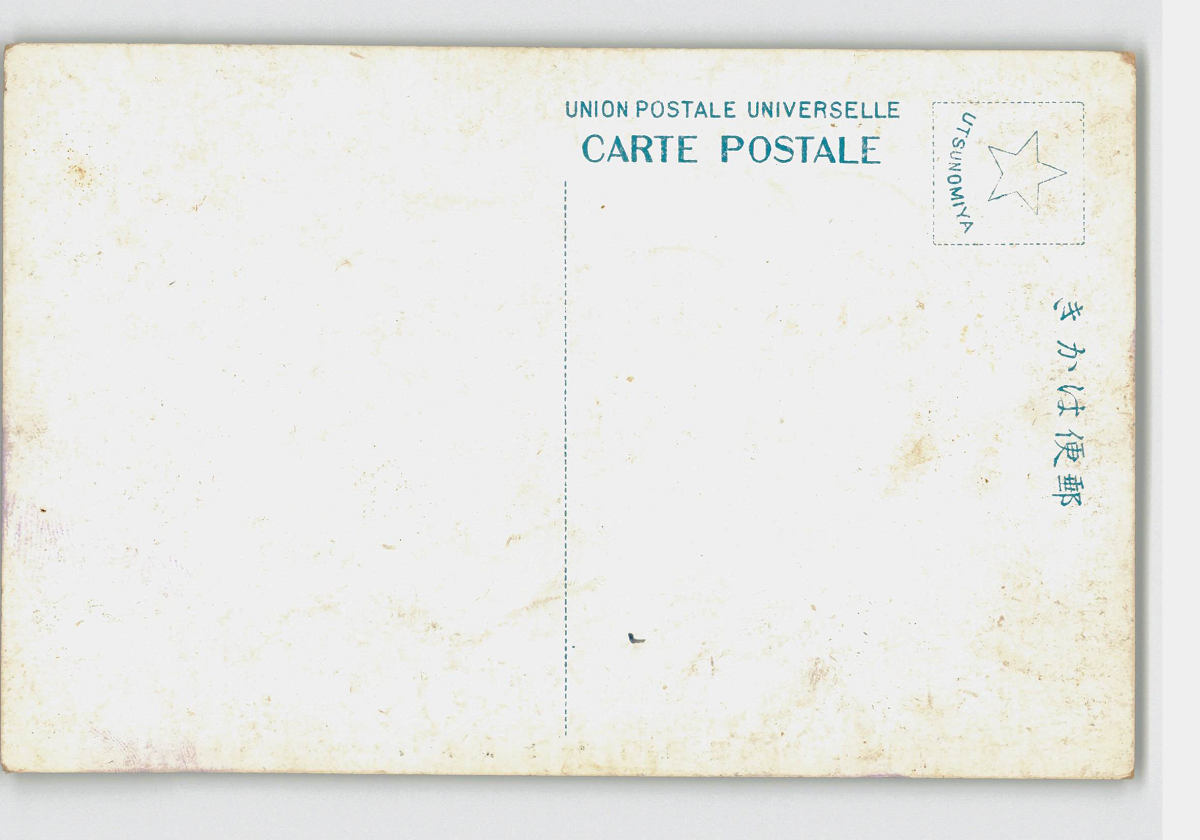 UNION POSTALE UNIVERSELLE
CARTE POSTALE
UTSUNOMIYA
きかは便郵